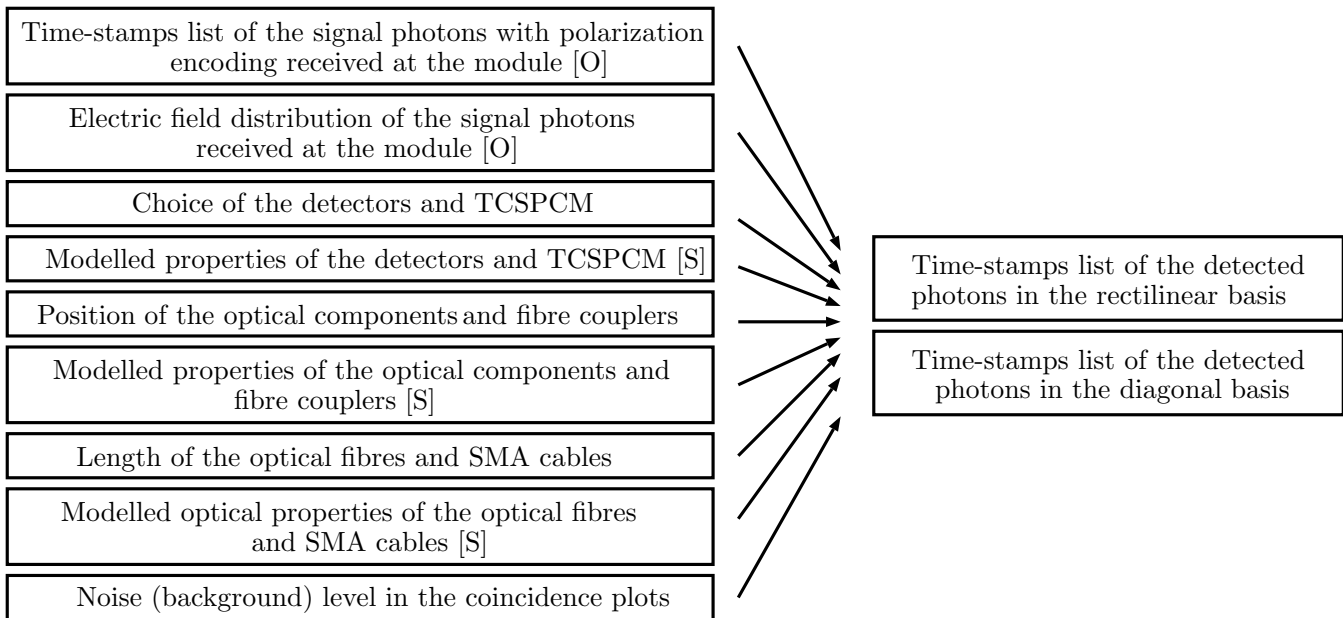 Time-stamps list of the signal photons with polarization
encoding received at the module [O]
Electric field distribution of the signal photons
received at the module [O]
Choice of the detectors and TCSPCM
Modelled properties of the detectors and TCSPCM [S]
Position of the optical components and fibre couplers
Modelled properties of the optical components and
fibre couplers [S]
Length of the optical fibres and SMA cables
Modelled optical properties of the optical fibres
and SMA cables [S]
Noise (background) level in the coincidence plots
Time-stamps list of the detected
photons in the rectilinear basis
Time-stamps list of the detected
photons in the diagonal basis